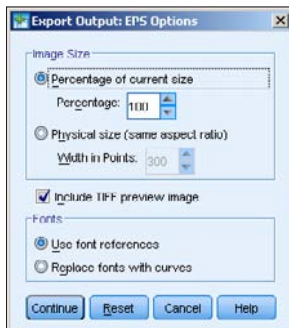 Export Output: EPS Options
Image Size
Percentage of current size
Percentage: 100
Physical size (same aspect ratio)
Width in Points: 300
Include TIFF preview image
Fonts
Use font references
Replace fonts with curves
Continue Reset Cancel Help